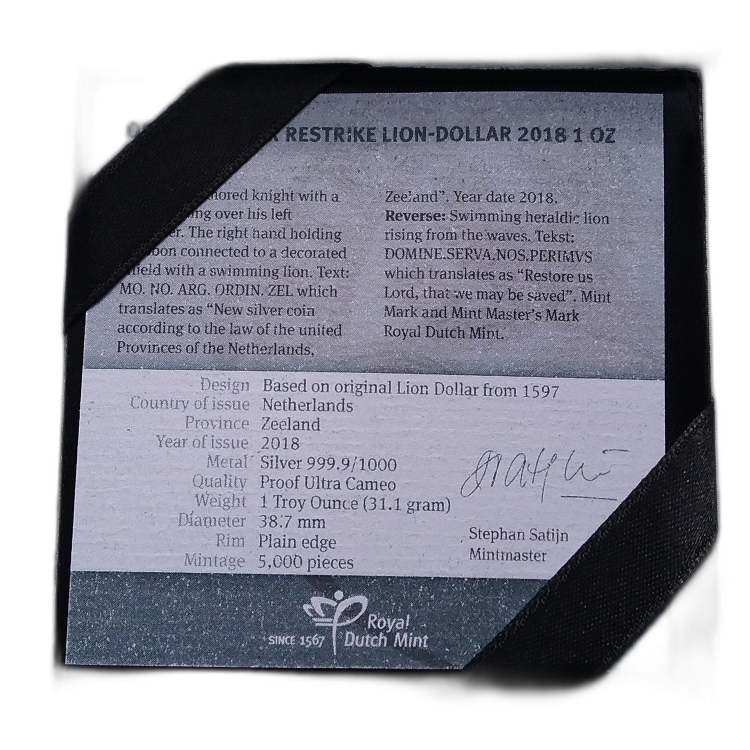 RESTRIKE LION-DOLLAR 2018 1 OZ
knight with a
over his left
The right hand holding
connected to a decorated
with a swimming lion. Text:
MO. NO. ARG. ORDIN. ZEL which
translates as “New silver coin
according to the law of the united
Provinces of the Netherlands,
Zeeland”. Year date 2018.
Reverse: Swimming heraldic lion
rising from the waves. Tekst:
DOMINE.SERVA.NOS.PERIMVS
which translates as “Restore us
Lord, that we may be saved”. Mint
Mark and Mint Master’s Mark
Royal Dutch Mint.
Design Based on original Lion Dollar from 1597
Country of issue Netherlands
Province Zeeland
Year of issue 2018
Metal Silver 999.9/1000
Quality Proof Ultra Cameo
Weight 1 Troy Ounce (31.1 gram)
Diameter 38.7 mm
Rim Plain edge
Mintage 5,000 pieces
Stephan Satijn
Mintmaster
SINCE 1567
Royal
Dutch Mint